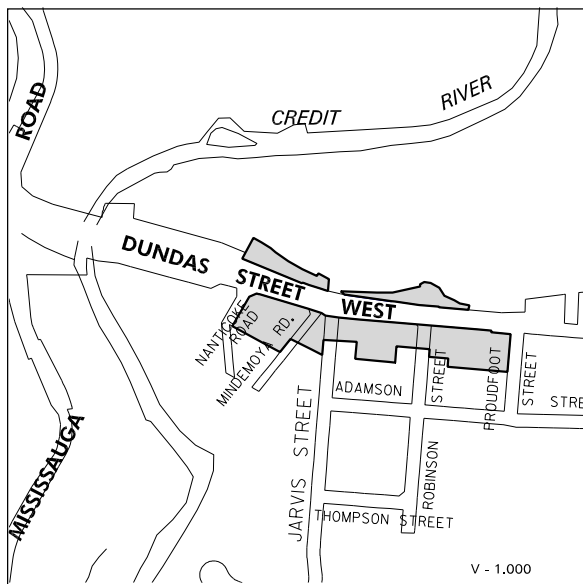 ROAD
CREDIT
RIVER
DUNDAS STREET WEST
NANTICOKE
ROAD
MINDEMOYA RD.
ADAMSON
STREET
PROUDFOOT
STREET
STRE
JARVIS STREET
ROBINSON
MISSISSAUGA
THOMPSON STREET
V - 1.000